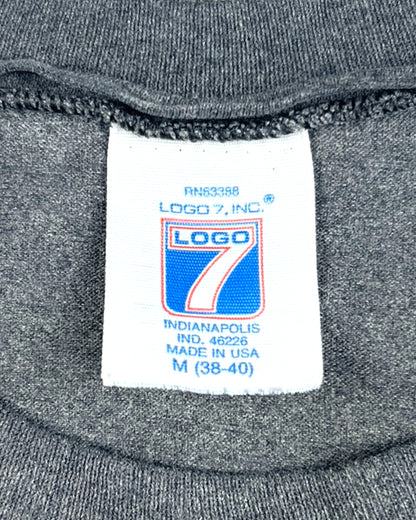 RN63388
LOGO 7, INC.®
LOGO
7
INDIANAPOLIS
IND. 46226
MADE IN USA
M (38-40)